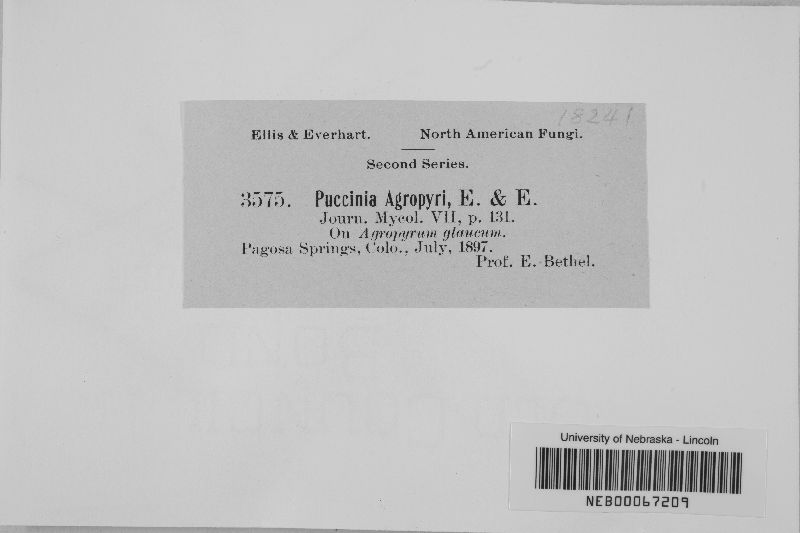 18241
Ellis & Everhart. North American Fungi.
Second Series.
3575. Puccinia Agropyri, E. & E.
Journ. Mycol. VII, p. 131.
On Agropyrum glaucum.
Pagosa Springs, Colo., July, 1897.
Prof. E. Bethel.
University of Nebraska - Lincoln
NEB00067209